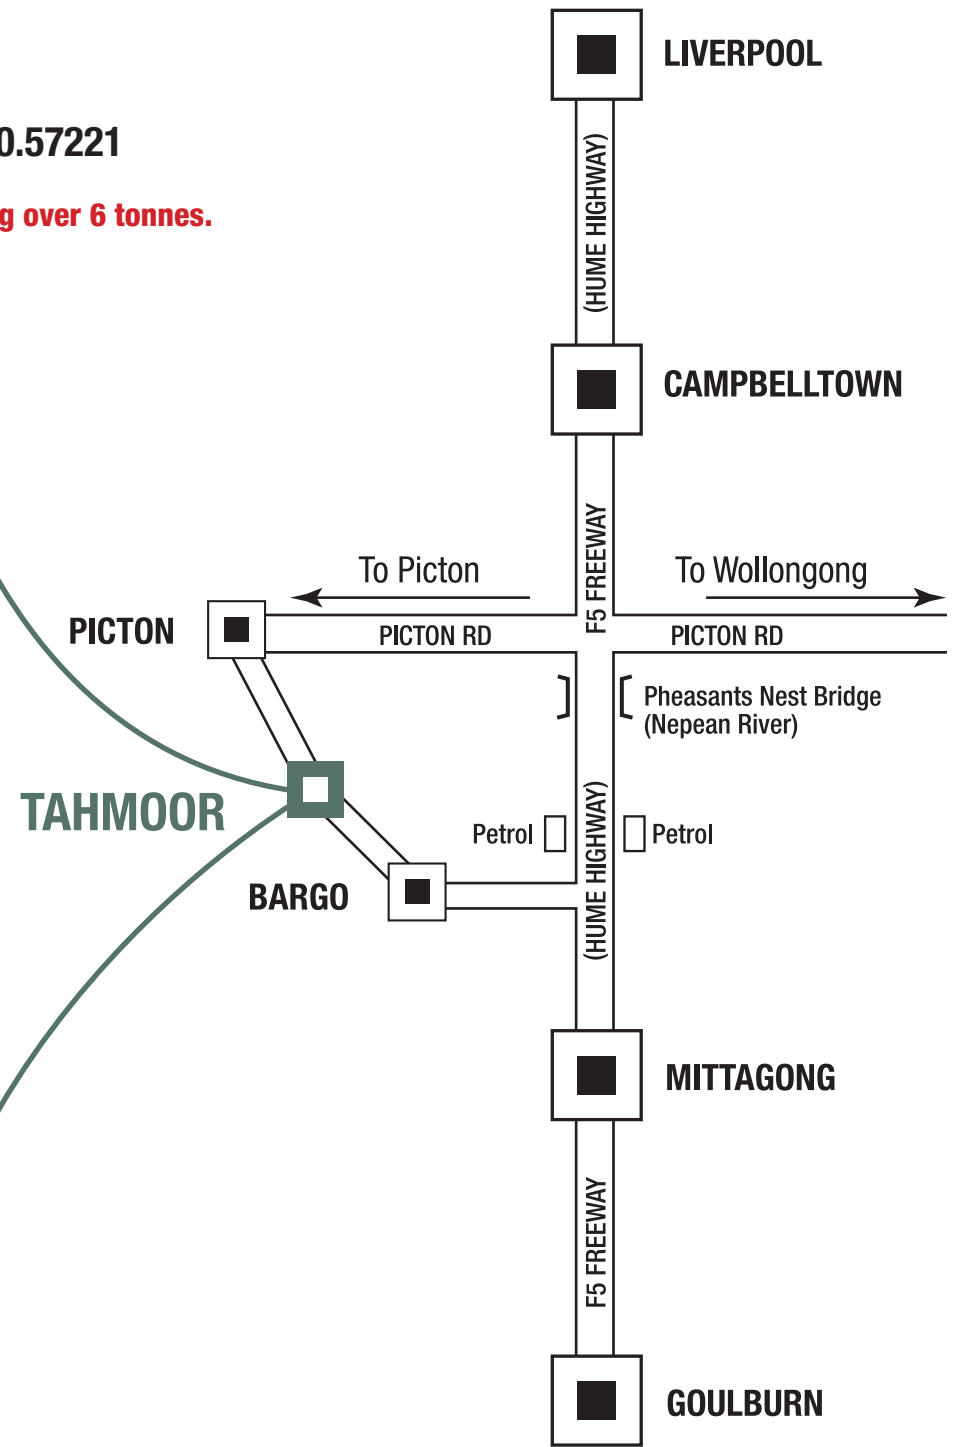 LIVERPOOL
0.57221
g over 6 tonnes.
(HUME HIGHWAY)
CAMPBELLTOWN
F5 FREEWAY
To Picton
To Wollongong
PICTON
PICTON RD
PICTON RD
Pheasants Nest Bridge
(Nepean River)
TAHMOOR
Petrol
Petrol
(HUME HIGHWAY)
BARGO
MITTAGONG
F5 FREEWAY
GOULBURN